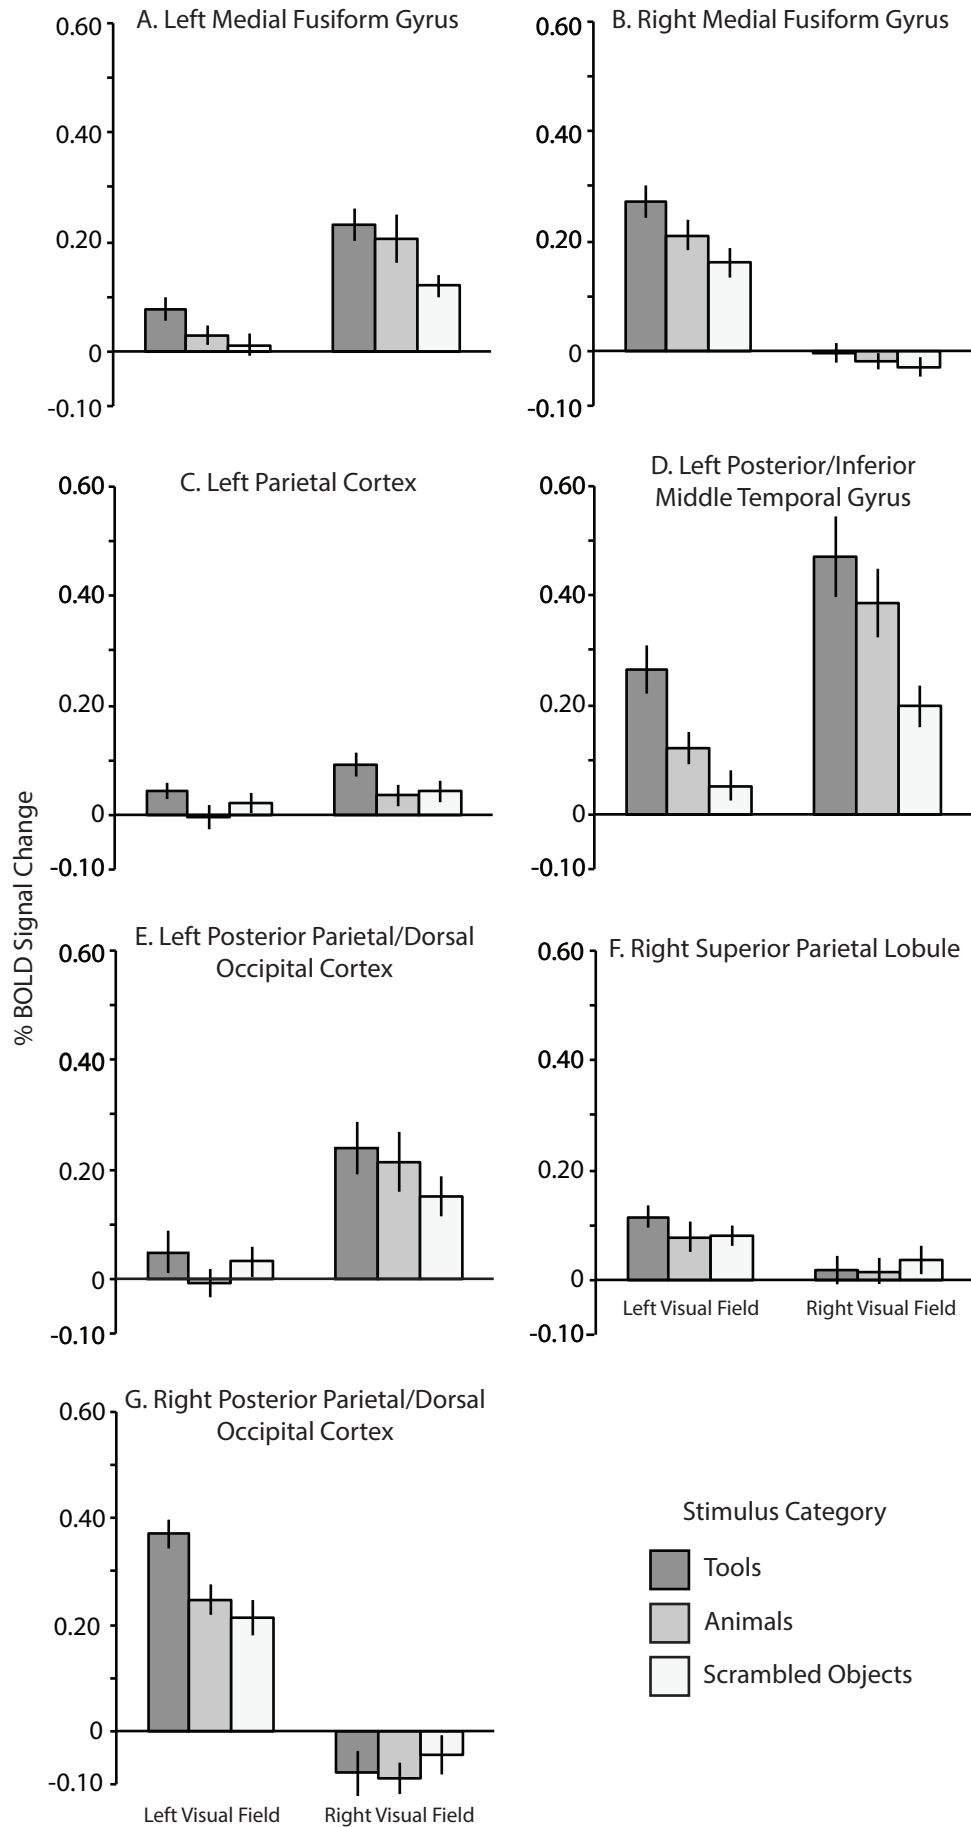 A. Left Medial Fusiform Gyrus
0.60
0.40
0.20
0
-0.10
B. Right Medial Fusiform Gyrus
0.60
0.40
0.20
0
-0.10
C. Left Parietal Cortex
0.60
0.40
0.20
0
-0.10
D. Left Posterior/Inferior
Middle Temporal Gyrus
0.60
0.40
0.20
0
-0.10
% BOLD Signal Change
E. Left Posterior Parietal/Dorsal
Occipital Cortex
0.60
0.40
0.20
0
-0.10
F. Right Superior Parietal Lobule
0.60
0.40
0.20
0
-0.10
Left Visual Field
Right Visual Field
G. Right Posterior Parietal/Dorsal
Occipital Cortex
0.60
0.40
0.20
0
-0.10
Left Visual Field
Right Visual Field
Stimulus Category
Tools
Animals
Scrambled Objects